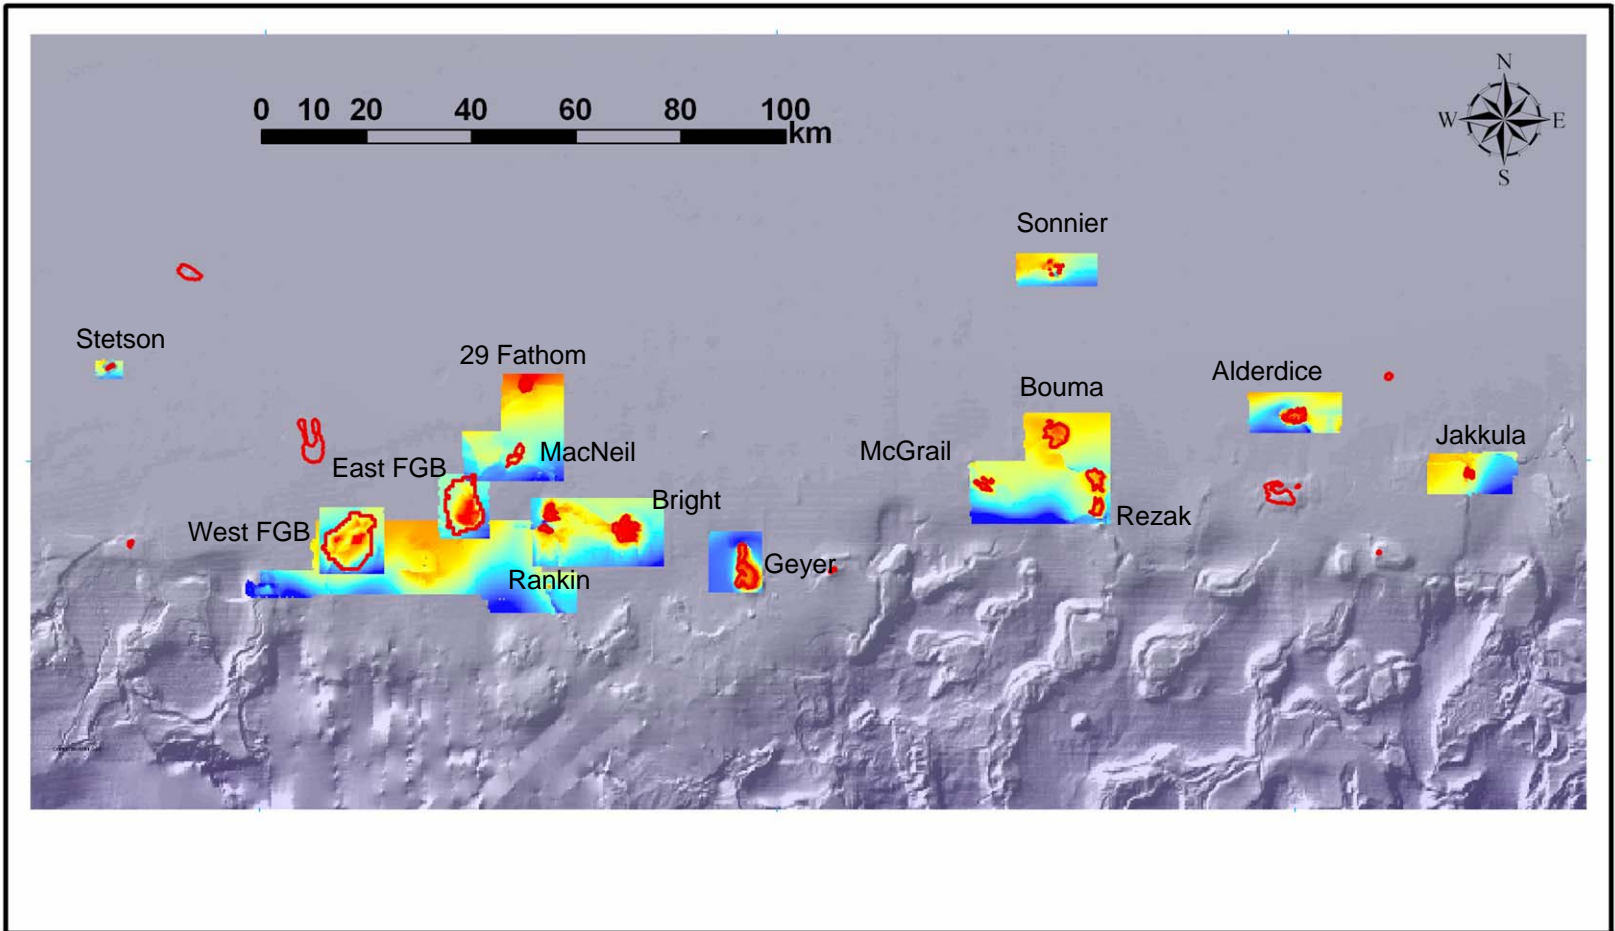 N
0 10 20 40 60 80 100
km
W E
S
Sonnier
Stetson
29 Fathom
Alderdice
Bouma
Jakkula
McGrail
MacNeil
East FGB
Bright
Rezak
West FGB
Geyer
Rankin